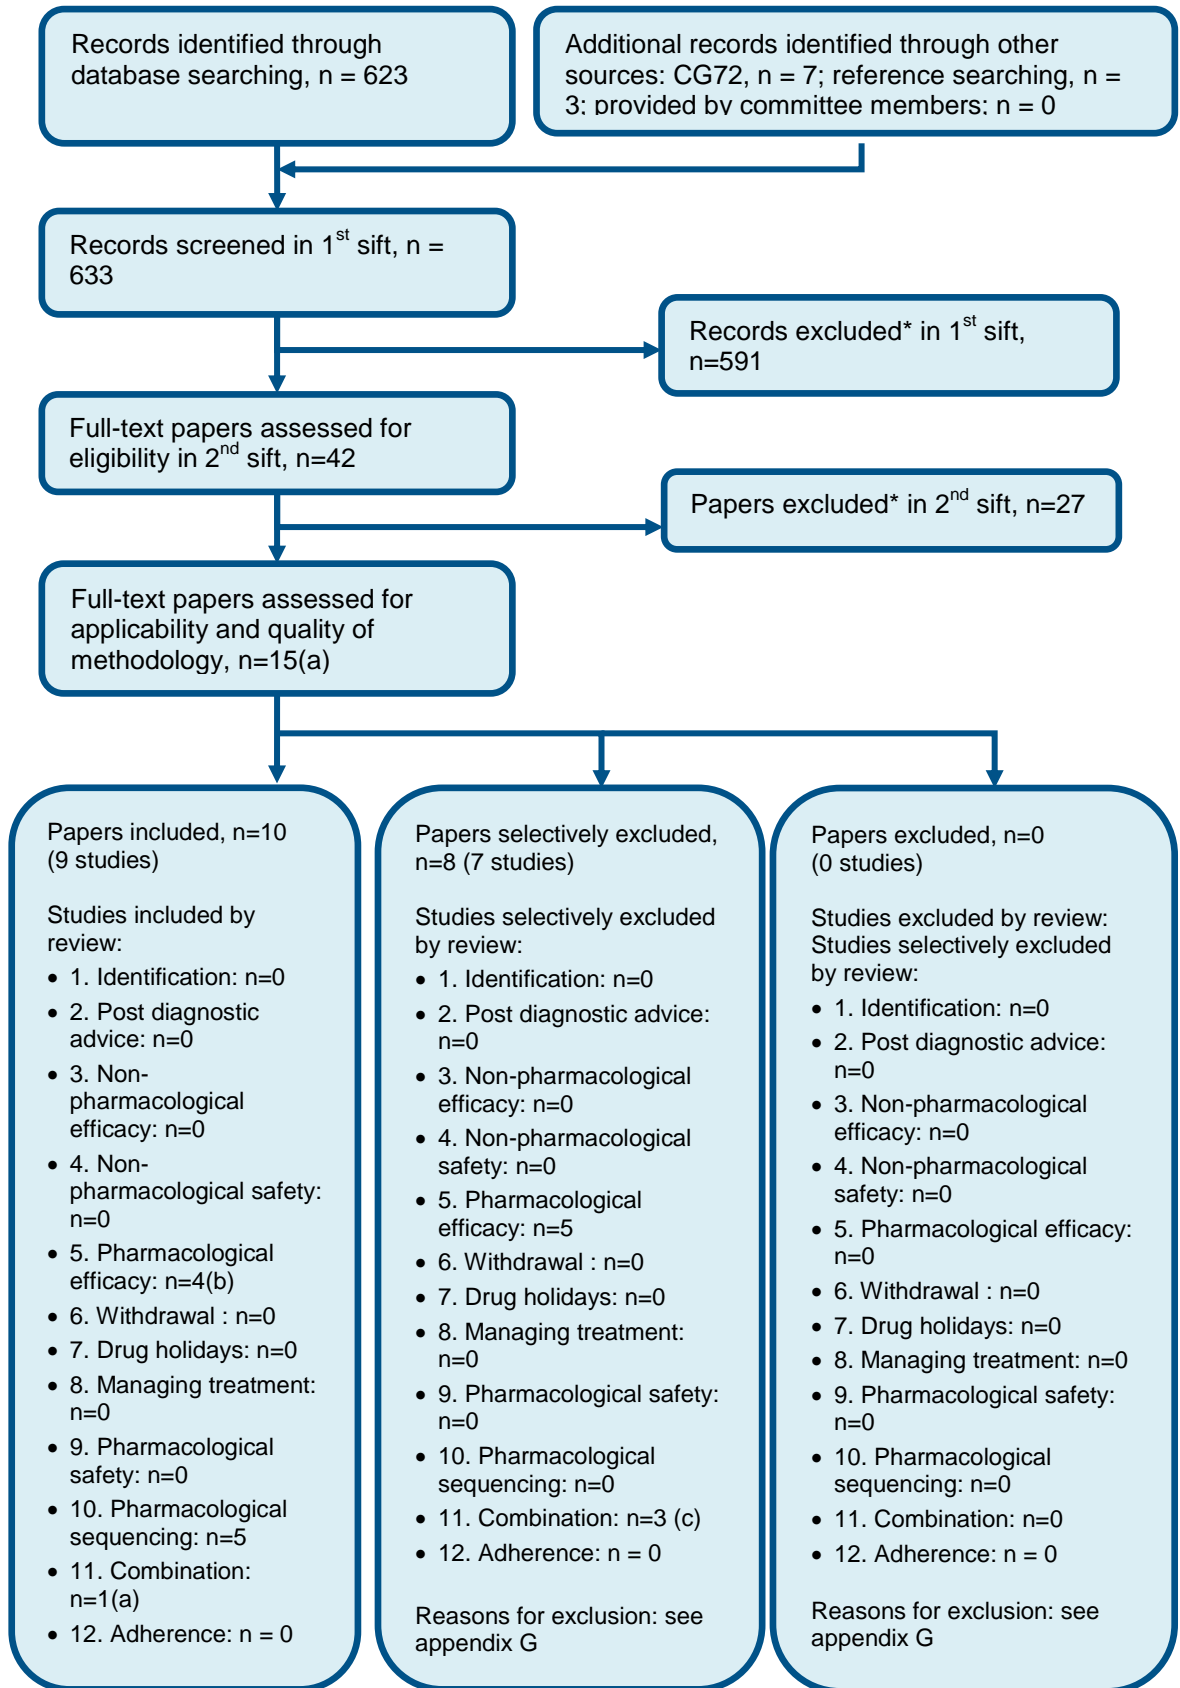 Records identified through
database searching, n = 623
Additional records identified through other
sources: CG72, n = 7; reference searching, n =
3; provided by committee members; n = 0
Records screened in 1st sift, n =
633
Records excluded* in 1st sift,
n=591
Full-text papers assessed for
eligibility in 2nd sift, n=42
Papers excluded* in 2nd sift, n=27
Full-text papers assessed for
applicability and quality of
methodology, n=15(a)
Papers included, n=10
(9 studies)
Studies included by
review:
• 1. Identification: n=0
• 2. Post diagnostic
advice: n=0
• 3. Non-
pharmacological
efficacy: n=0
• 4. Non-
pharmacological safety:
n=0
• 5. Pharmacological
efficacy: n=4(b)
• 6. Withdrawal : n=0
• 7. Drug holidays: n=0
• 8. Managing treatment:
n=0
• 9. Pharmacological
safety: n=0
• 10. Pharmacological
sequencing: n=5
• 11. Combination:
n=1(a)
• 12. Adherence: n = 0
Papers selectively excluded,
n=8 (7 studies)
Studies selectively excluded
by review:
• 1. Identification: n=0
• 2. Post diagnostic advice:
n=0
• 3. Non-pharmacological
efficacy: n=0
• 4. Non-pharmacological
safety: n=0
• 5. Pharmacological
efficacy: n=5
• 6. Withdrawal : n=0
• 7. Drug holidays: n=0
• 8. Managing treatment:
n=0
• 9. Pharmacological safety:
n=0
• 10. Pharmacological
sequencing: n=0
• 11. Combination: n=3 (c)
• 12. Adherence: n = 0
Reasons for exclusion: see
appendix G
Papers excluded, n=0
(0 studies)
Studies excluded by review:
Studies selectively excluded
by review:
• 1. Identification: n=0
• 2. Post diagnostic advice:
n=0
• 3. Non-pharmacological
efficacy: n=0
• 4. Non-pharmacological
safety: n=0
• 5. Pharmacological efficacy:
n=0
• 6. Withdrawal : n=0
• 7. Drug holidays: n=0
• 8. Managing treatment: n=0
• 9. Pharmacological safety:
n=0
• 10. Pharmacological
sequencing: n=0
• 11. Combination: n=0
• 12. Adherence: n = 0
Reasons for exclusion: see
appendix G